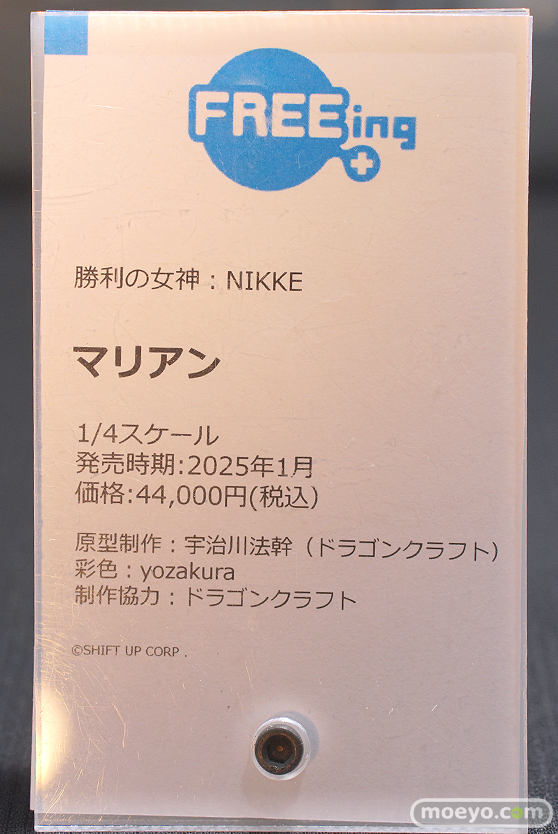 FREEing
勝利の女神：NIKKE
マリアン
1/4スケール
発売時期:2025年1月
価格:44,000円(税込)
原型制作：宇治川法幹（ドラゴンクラフト）
彩色：yozakura
制作協力：ドラゴンクラフト
©SHIFT UP CORP .
moeyo.com